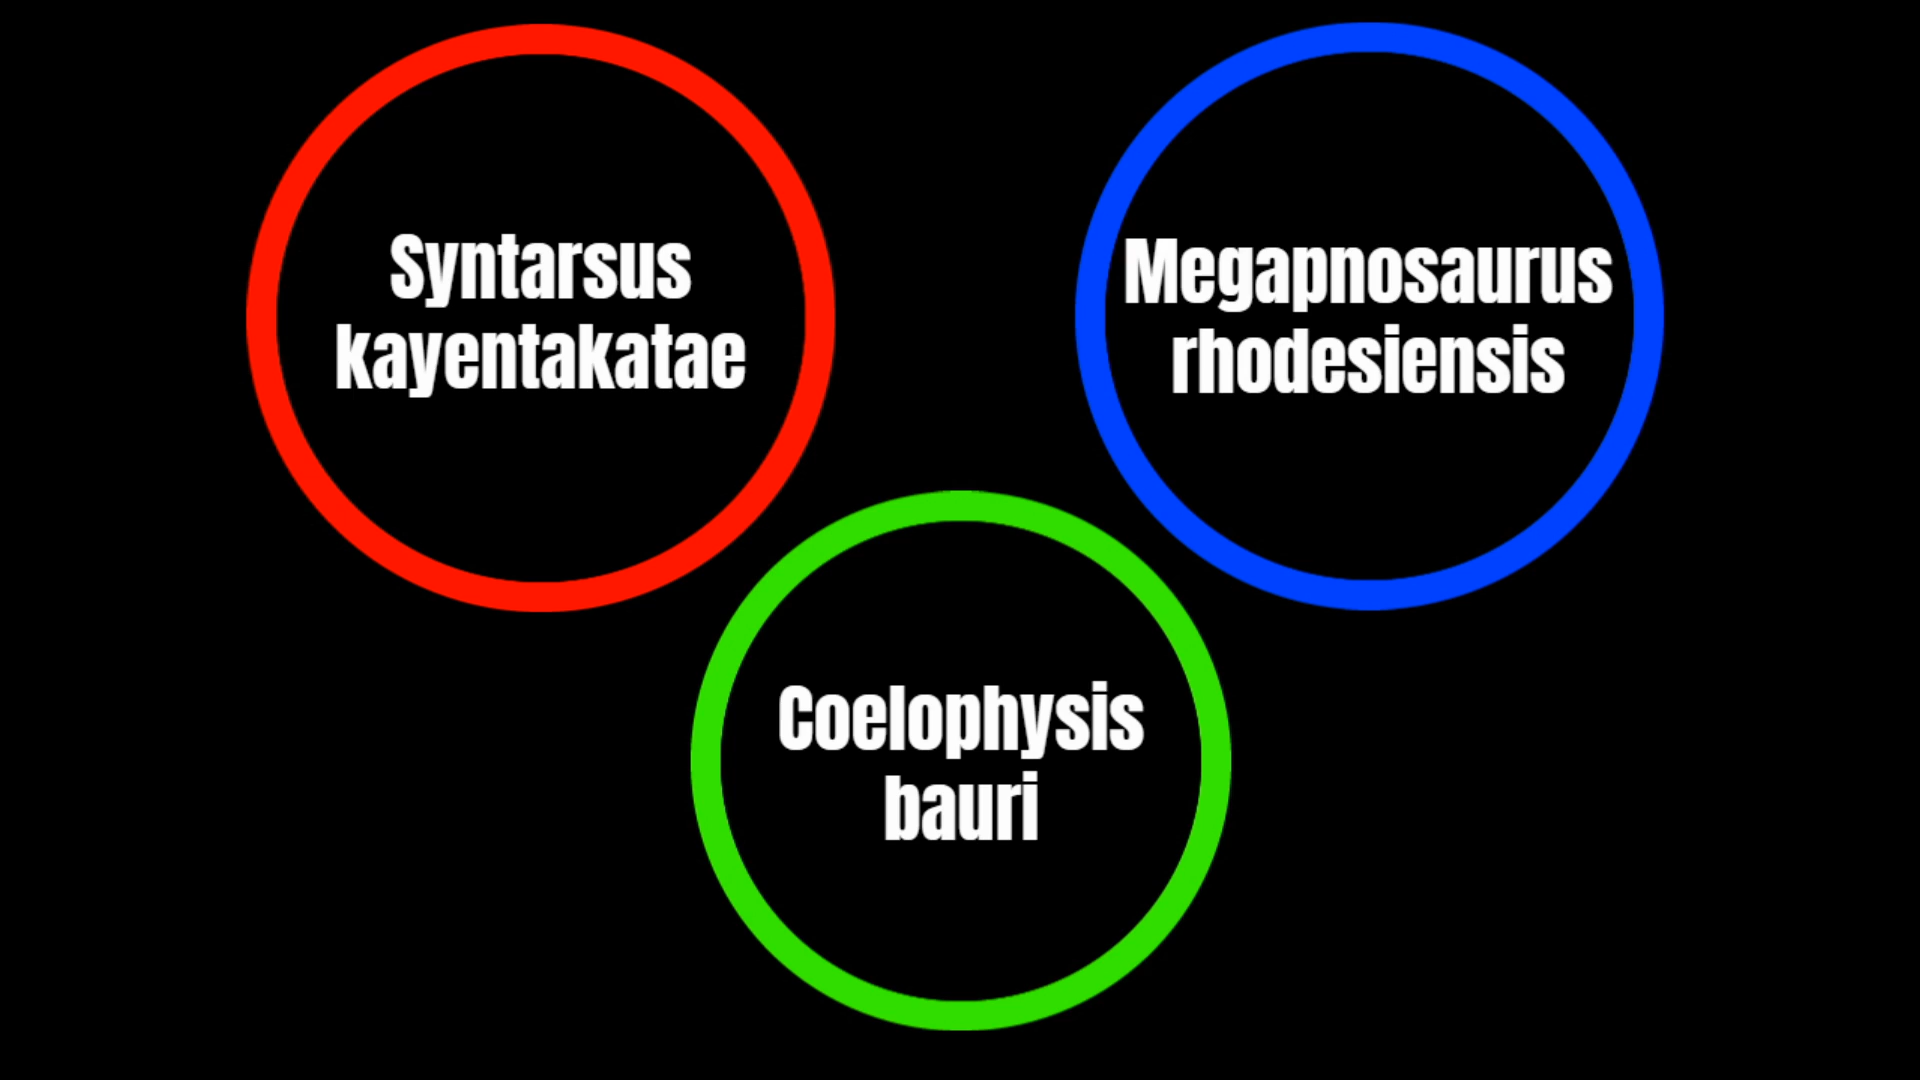 Syntarsus
kayentakatae
Megapnosaurus
rhodesiensis
Coelophysis
bauri